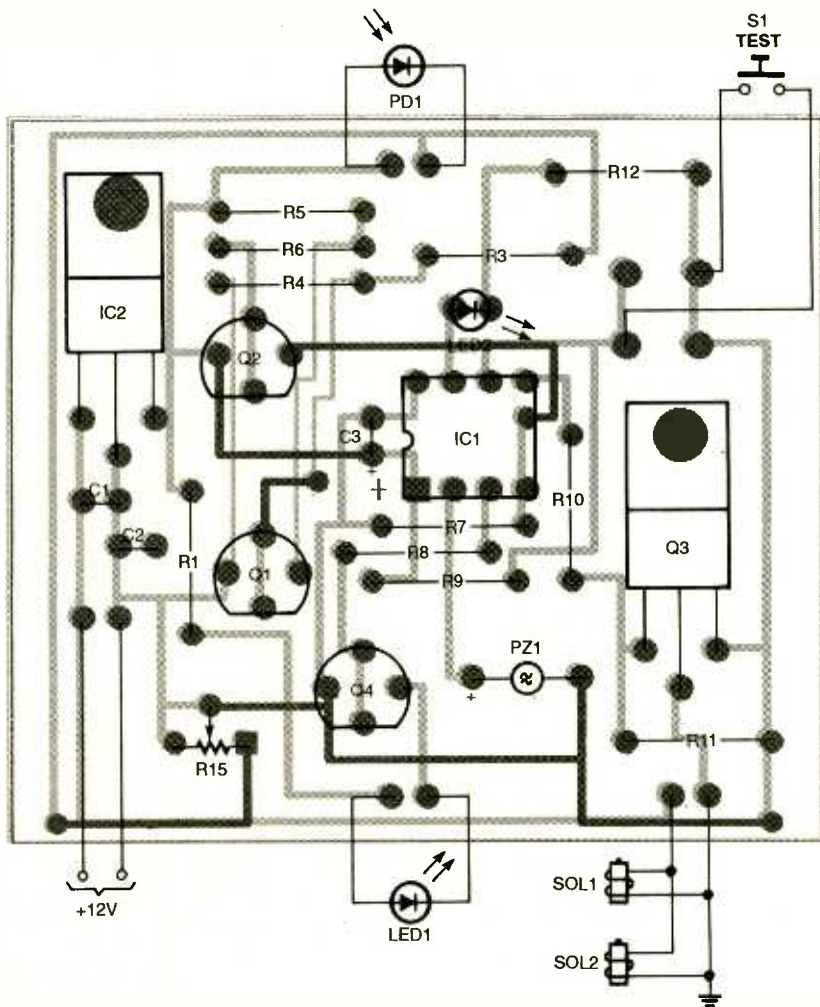 S1
TEST
PD1
R12
R5
R6
R3
R4
IC2
LED2
Q2
C3
IC1
+
C1
R10
R7
Q3
C2
R1
R8
Q1
R9
PZ1
Q4
+
R11
R15
SOL1
+12V
LED1
SOL2